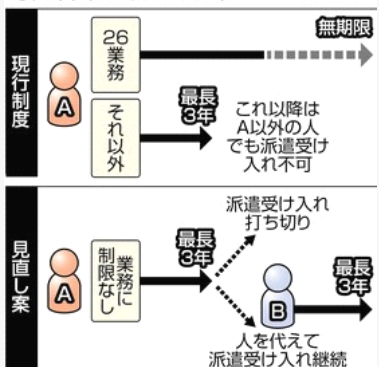 現行制度
A
26業務
無期限
それ以外
最長
3年
これ以降は
A以外の人
でも派遣受け
入れ不可
見直し案
A
業務に
制限なし
最長
3年
派遣受け入れ
打ち切り
B
最長
3年
人を代えて
派遣受け入れ継続